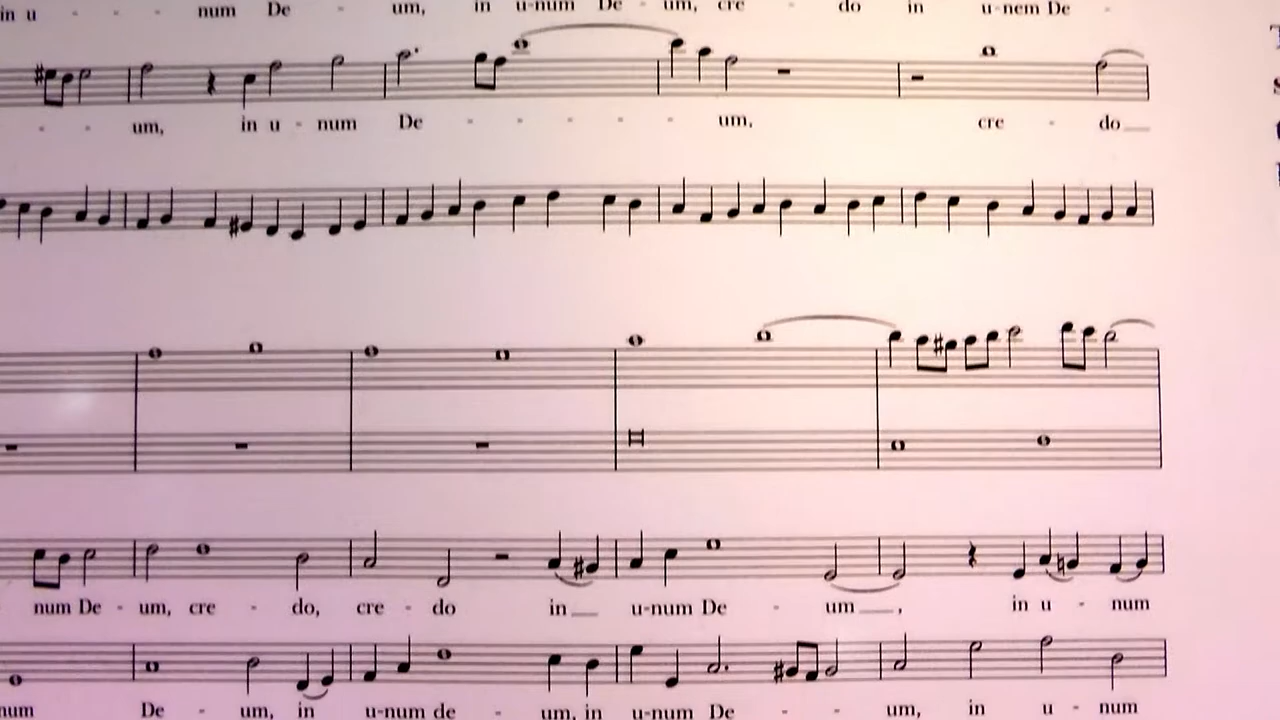 in u - - - num De - um, in u-num De - um, cre - do in u-nem De -
- - um, in u - num De - - - - - um, cre - do
num De - um, cre - do, cre - do in u-num De - um , in u - num
num De - um, in u-num de - um, in u-num De - - um, in u - num